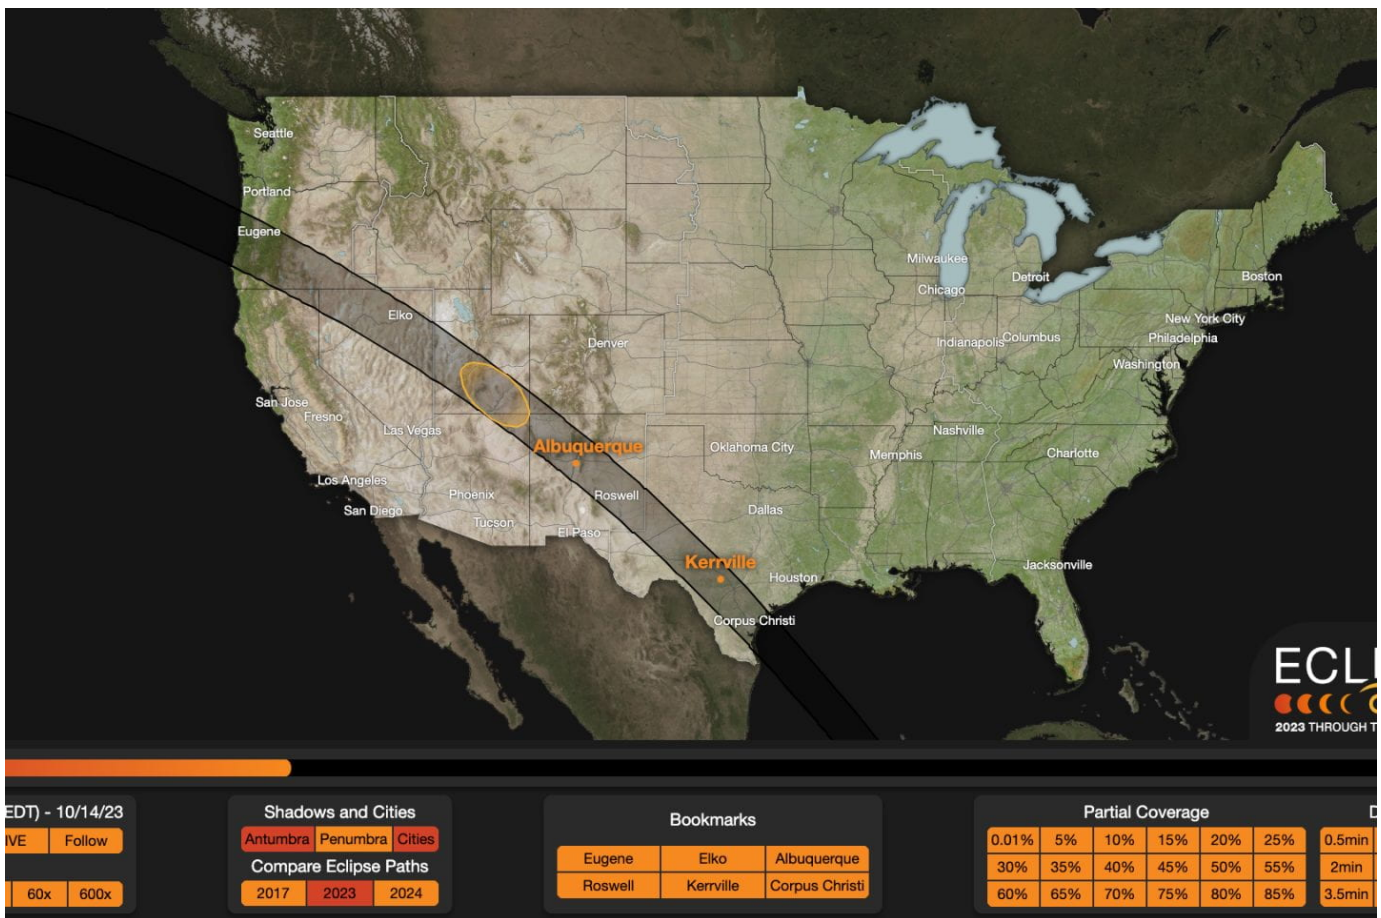 Seattle
Portland
Eugene
Elko
Denver
Milwaukee
Chicago
Detroit
Boston
New York City
Philadelphia
Indianapolis
Columbus
Washington
San Jose
Fresno
Las Vegas
Albuquerque
Oklahoma City
Nashville
Memphis
Charlotte
Los Angeles
Phoenix
Roswell
San Diego
Tucson
El Paso
Dallas
Kerrville
Houston
Jacksonville
Corpus Christi
ECLI
2023 THROUGH T
EDT) - 10/14/23
IVE Follow
60x 600x
Shadows and Cities
Antumbra Penumbra Cities
Compare Eclipse Paths
2017 2023 2024
Bookmarks
Eugene Elko Albuquerque
Roswell Kerrville Corpus Christi
Partial Coverage
0.01% 5% 10% 15% 20% 25%
30% 35% 40% 45% 50% 55%
60% 65% 70% 75% 80% 85%
D
0.5min
2min
3.5min